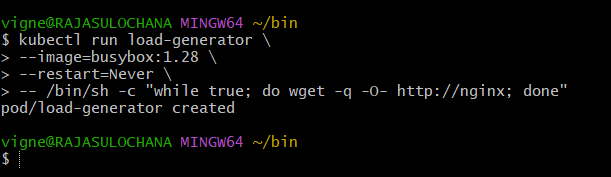 vigne@RAJASULOCHANA MINGW64 ~/bin
$ kubectl run load-generator \
> --image=busybox:1.28 \
> --restart=Never \
> -- /bin/sh -c "while true; do wget -q -O- http://nginx; done"
pod/load-generator created
vigne@RAJASULOCHANA MINGW64 ~/bin
$